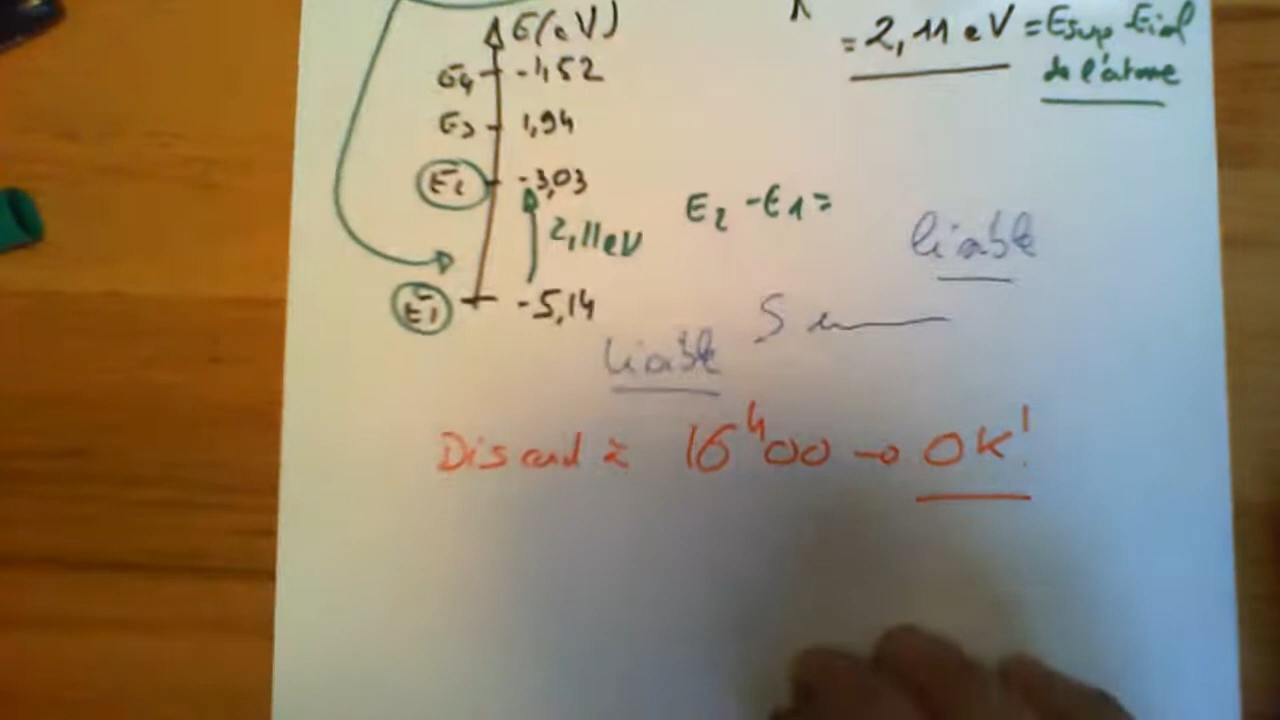 E(eV)
= 2,11 eV = Esup Eial
de l'atome
E4 -1,52
E3 1,94
E2 -3,03
E2 - E1 =
2,11eV
liable
E1 -5,14
S
liable
Discord à 16h00 → OK!